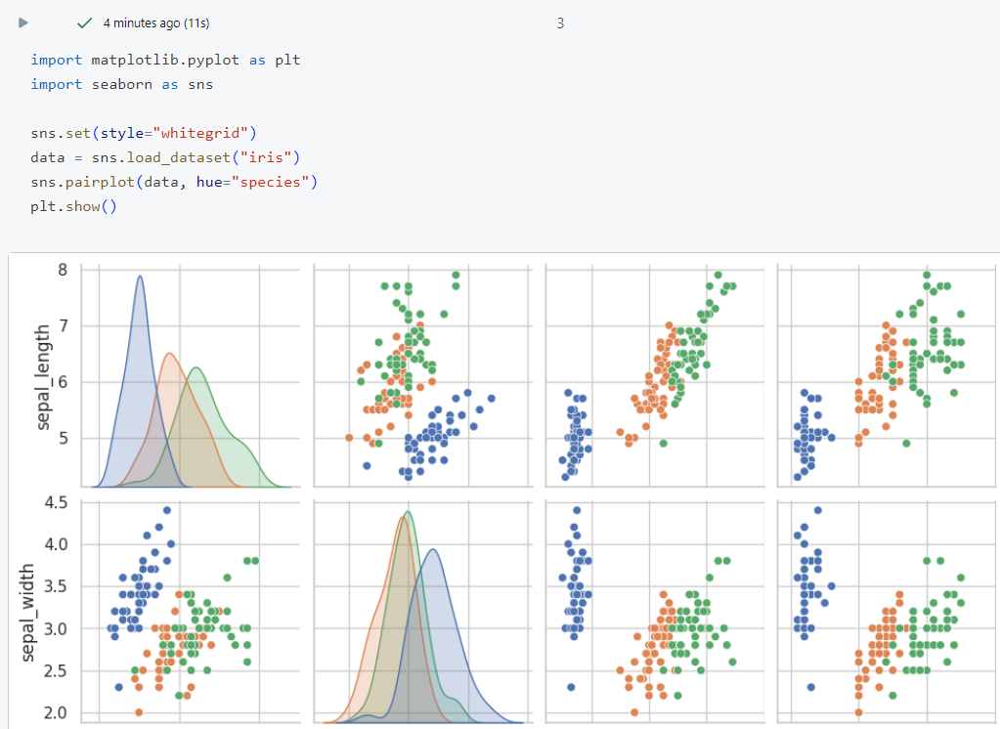 4 minutes ago (11s)
3
import matplotlib.pyplot as plt
import seaborn as sns
sns.set(style="whitegrid")
data = sns.load_dataset("iris")
sns.pairplot(data, hue="species")
plt.show()
8
7
6
5
sepal_length
4.5
4.0
3.5
3.0
2.5
2.0
sepal_width